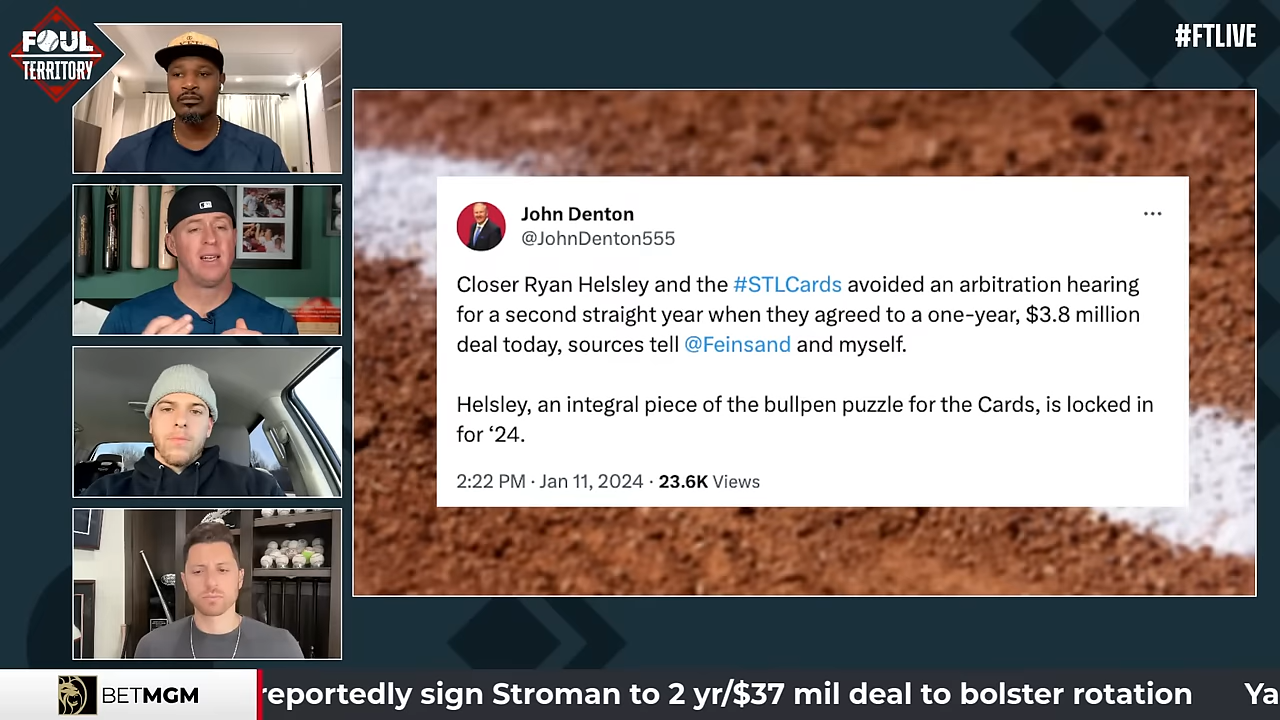 FOUL
TERRITORY
#FTLIVE
John Denton
@JohnDenton555
Closer Ryan Helsley and the #STLCards avoided an arbitration hearing
for a second straight year when they agreed to a one-year, $3.8 million
deal today, sources tell @Feinsand and myself.
Helsley, an integral piece of the bullpen puzzle for the Cards, is locked in
for ‘24.
2:22 PM · Jan 11, 2024 · 23.6K Views
BETMGM
reportedly sign Stroman to 2 yr/$37 mil deal to bolster rotation
Ya